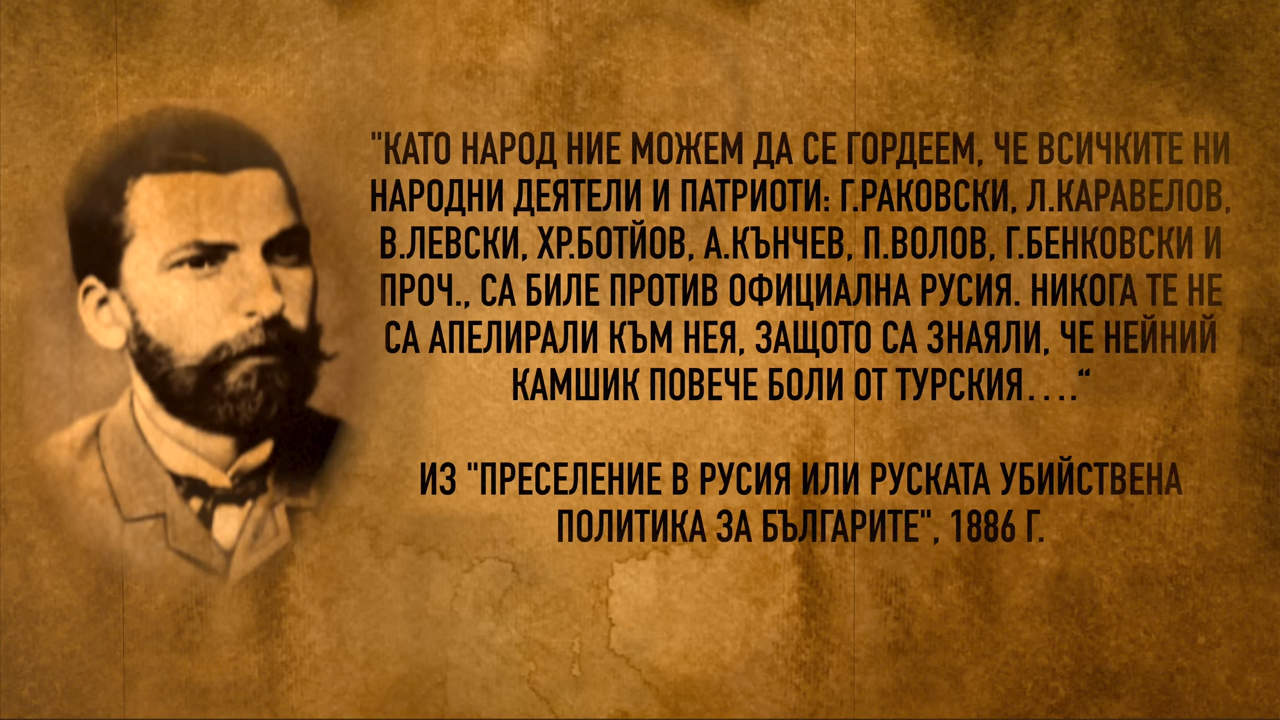 "КАТО НАРОД НИЕ МОЖЕМ ДА СЕ ГОРДЕЕМ, ЧЕ ВСИЧКИТЕ НИ
НАРОДНИ ДЕЯТЕЛИ И ПАТРИОТИ: Г.РАКОВСКИ, Л.КАРАВЕЛОВ,
В.ЛЕВСКИ, ХР.БОТЙОВ, А.КЪНЧЕВ, П.ВОЛОВ, Г.БЕНКОВСКИ И
ПРОЧ., СА БИЛЕ ПРОТИВ ОФИЦИАЛНА РУСИЯ. НИКОГА ТЕ НЕ
СА АПЕЛИРАЛИ КЪМ НЕЯ, ЗАЩОТО СА ЗНАЯЛИ, ЧЕ НЕЙНИЙ
КАМШИК ПОВЕЧЕ БОЛИ ОТ ТУРСКИЯ....“
ИЗ "ПРЕСЕЛЕНИЕ В РУСИЯ ИЛИ РУСКАТА УБИЙСТВЕНА
ПОЛИТИКА ЗА БЪЛГАРИТЕ", 1886 Г.